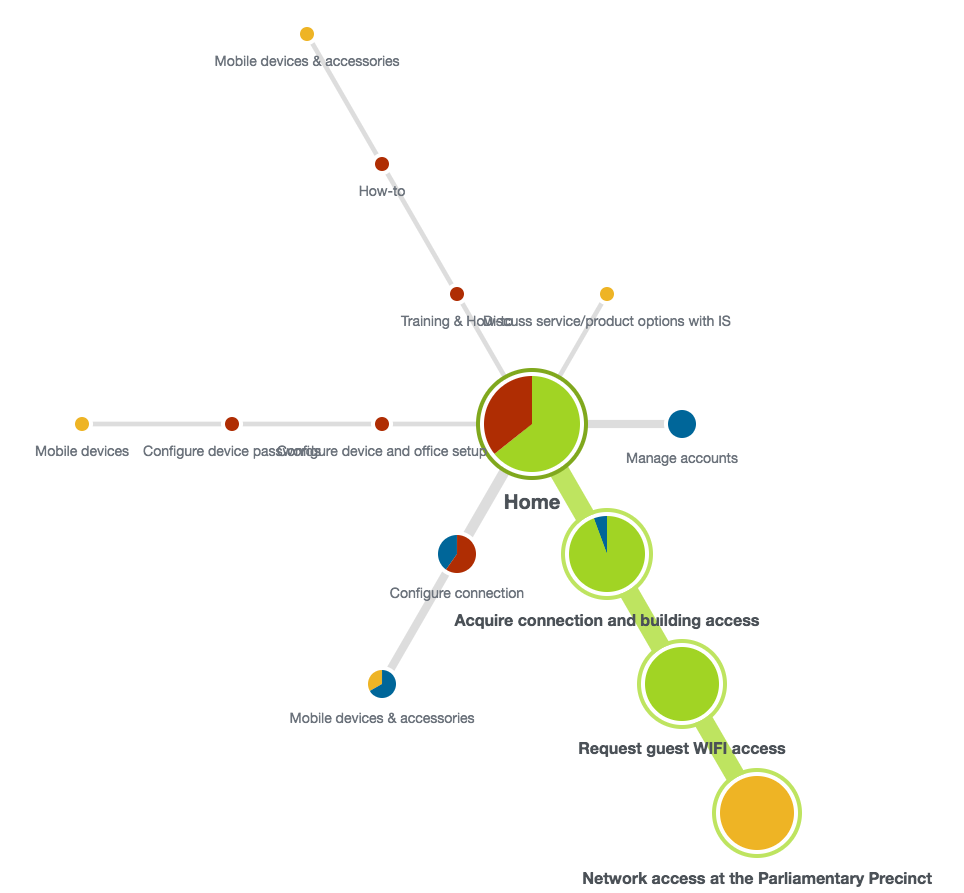 Mobile devices & accessories
How-to
Training & How-to
Discuss service/product options with IS
Mobile devices
Configure device passwords
Configure device and office setup
Manage accounts
Home
Configure connection
Acquire connection and building access
Mobile devices & accessories
Request guest WIFI access
Network access at the Parliamentary Precinct